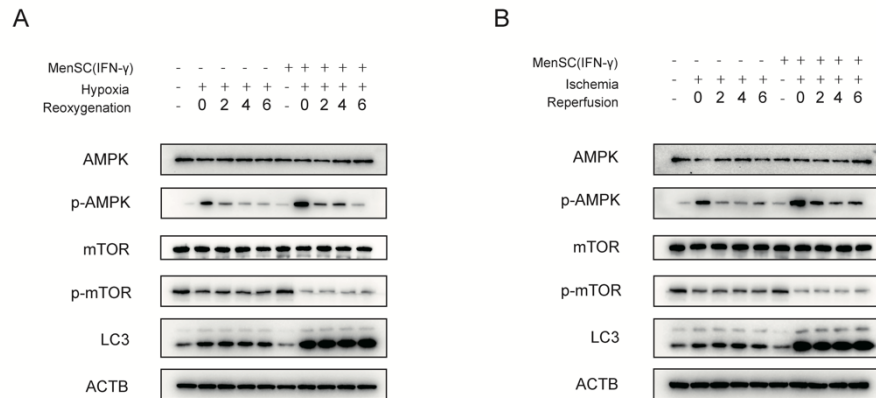 A
MenSC(IFN-γ) - - - - - + + + + +
Hypoxia - + + + + - + + + +
Reoxygenation - 0 2 4 6 - 0 2 4 6
AMPK
p-AMPK
mTOR
p-mTOR
LC3
ACTB
B
MenSC(IFN-γ) - - - - - + + + + +
Ischemia - + + + + - + + + +
Reperfusion - 0 2 4 6 - 0 2 4 6
AMPK
p-AMPK
mTOR
p-mTOR
LC3
ACTB